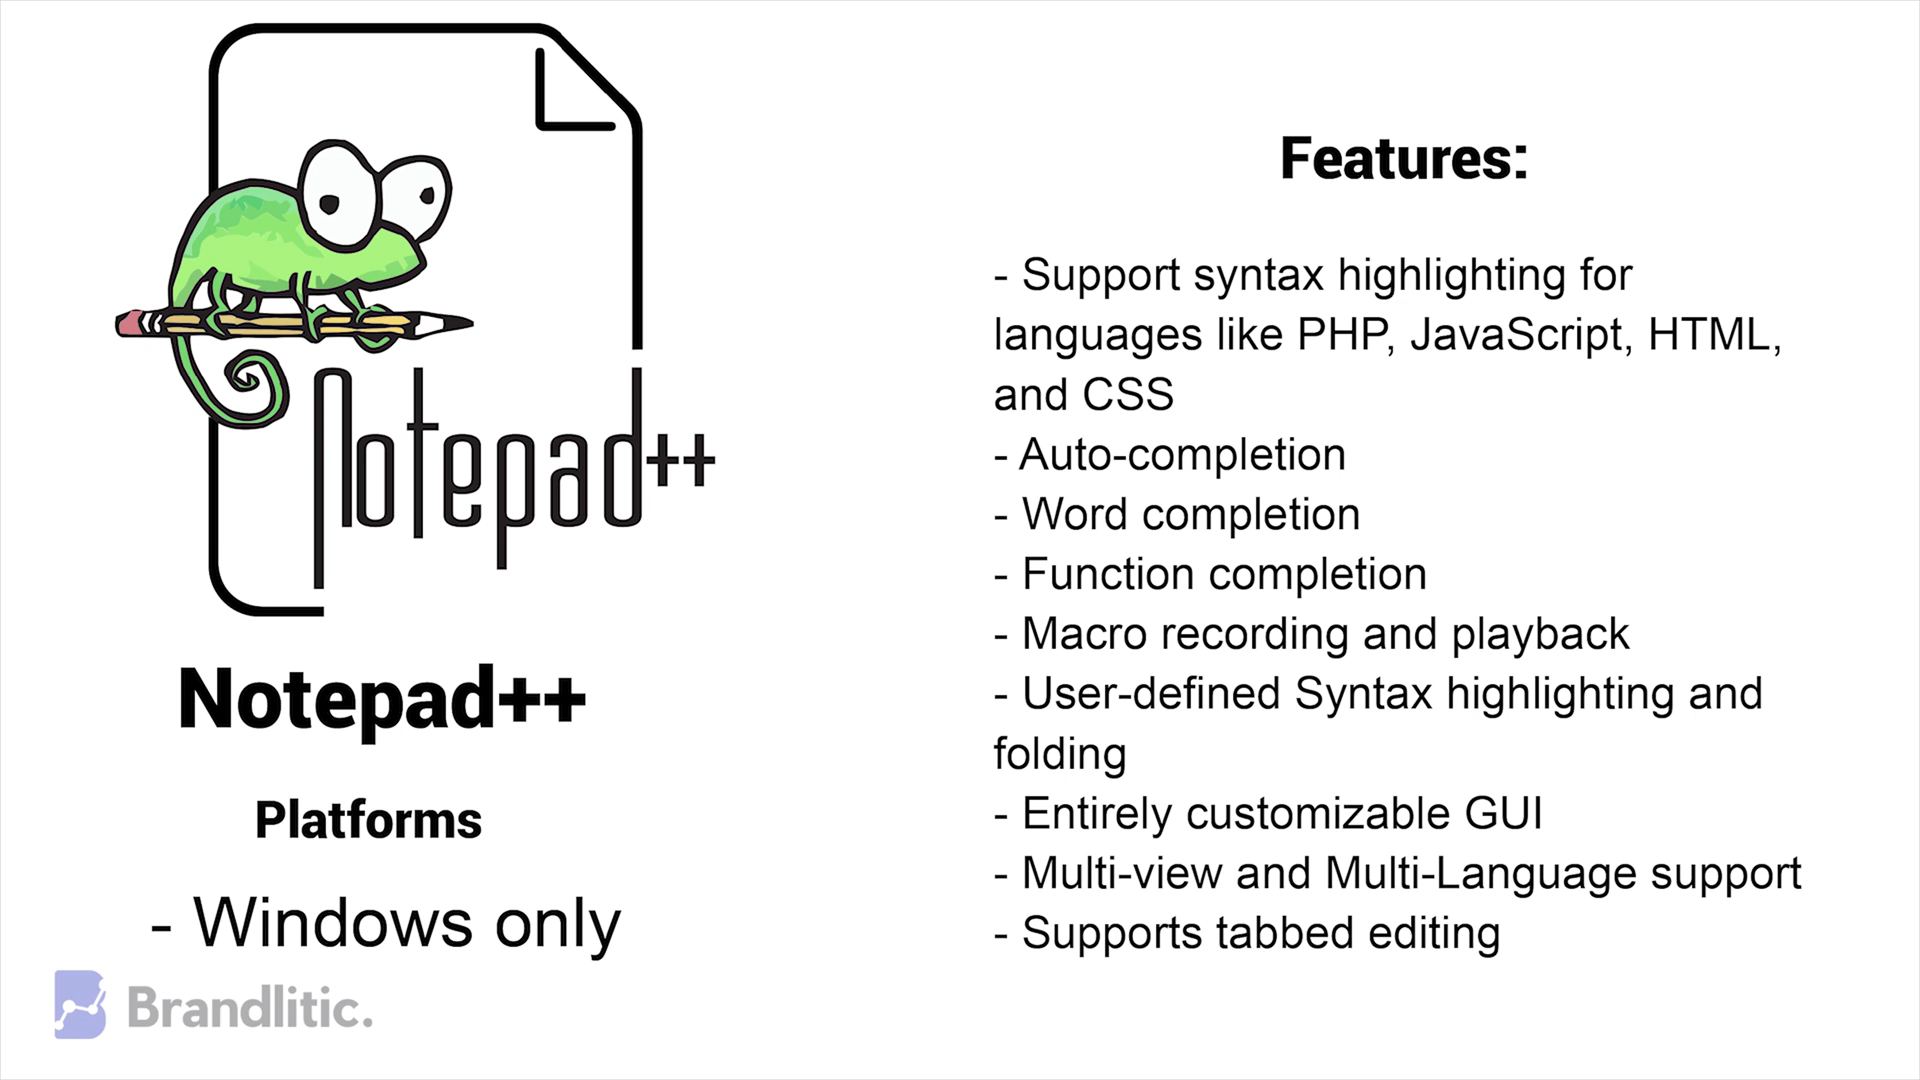 Notepad++
Notepad++
Platforms
- Windows only
Brandlitic.
Features:
- Support syntax highlighting for
languages like PHP, JavaScript, HTML,
and CSS
- Auto-completion
- Word completion
- Function completion
- Macro recording and playback
- User-defined Syntax highlighting and
folding
- Entirely customizable GUI
- Multi-view and Multi-Language support
- Supports tabbed editing